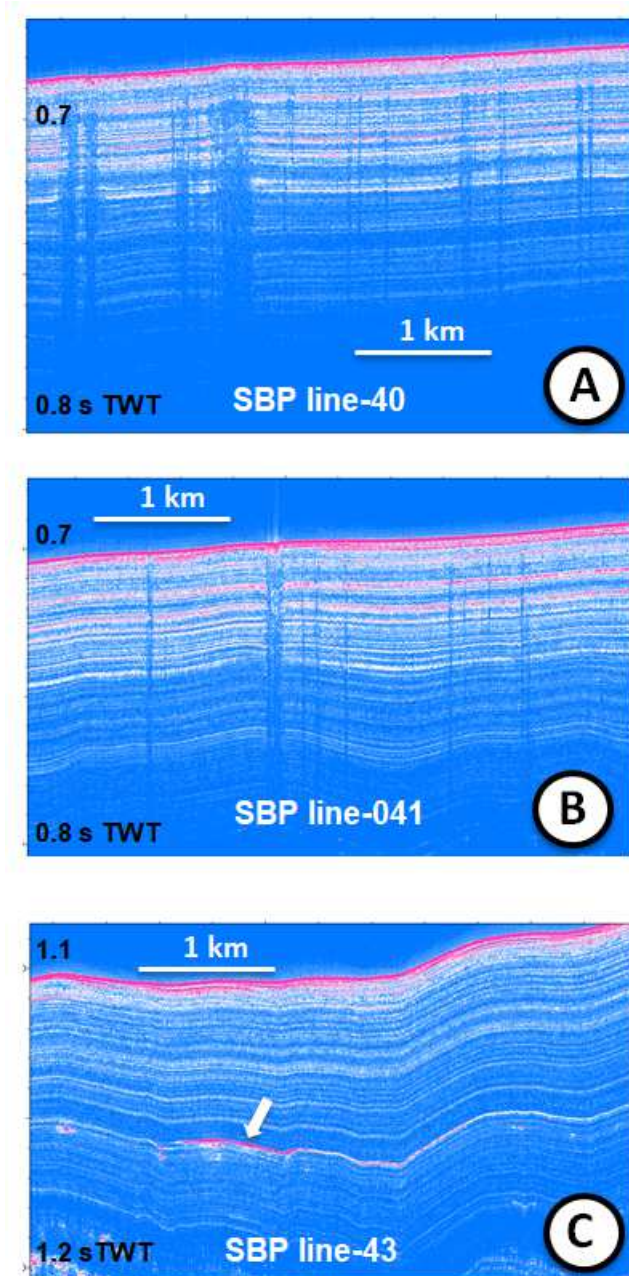 0.7
1 km
0.8 s TWT
SBP line-40
A
1 km
0.7
SBP line-041
0.8 s TWT
B
1.1
1 km
1.2 sTWT
SBP line-43
C